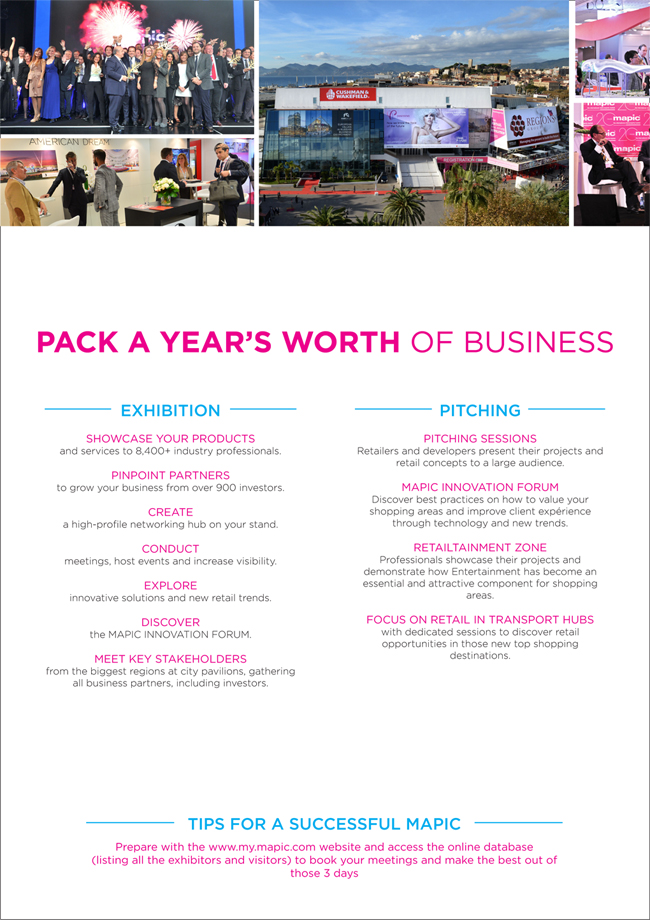 AMERICAN DREAM
CUSHMAN &
WAKEFIELD.
REGIONS
REGISTRATION
mapic
mapic
PACK A YEAR'S WORTH OF BUSINESS
EXHIBITION
SHOWCASE YOUR PRODUCTS
and services to 8,400+ industry professionals.
PINPOINT PARTNERS
to grow your business from over 900 investors.
CREATE
a high-profile networking hub on your stand.
CONDUCT
meetings, host events and increase visibility.
EXPLORE
innovative solutions and new retail trends.
DISCOVER
the MAPIC INNOVATION FORUM.
MEET KEY STAKEHOLDERS
from the biggest regions at city pavilions, gathering
all business partners, including investors.
PITCHING
PITCHING SESSIONS
Retailers and developers present their projects and
retail concepts to a large audience.
MAPIC INNOVATION FORUM
Discover best practices on how to value your
shopping areas and improve client expérience
through technology and new trends.
RETAILTAINMENT ZONE
Professionals showcase their projects and
demonstrate how Entertainment has become an
essential and attractive component for shopping
areas.
FOCUS ON RETAIL IN TRANSPORT HUBS
with dedicated sessions to discover retail
opportunities in those new top shopping
destinations.
TIPS FOR A SUCCESSFUL MAPIC
Prepare with the www.my.mapic.com website and access the online database
(listing all the exhibitors and visitors) to book your meetings and make the best out of
those 3 days